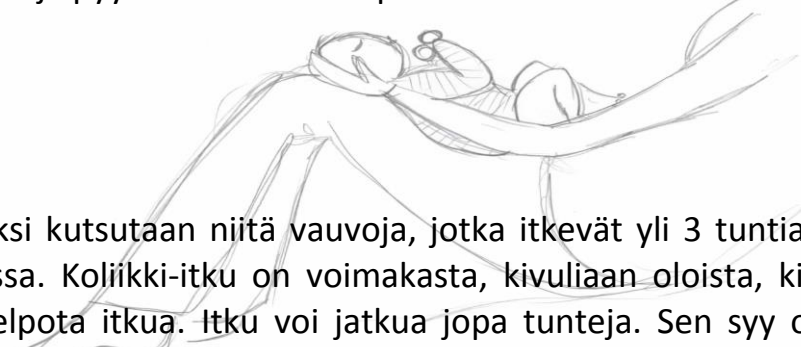 ksi kutsutaan niitä vauvoja, jotka itkevät yli 3 tuntia
ssa. Koliikki-itku on voimakasta, kivuliaan oloista, ki
elpota itkua. Itku voi jatkua jopa tunteja. Sen syy o